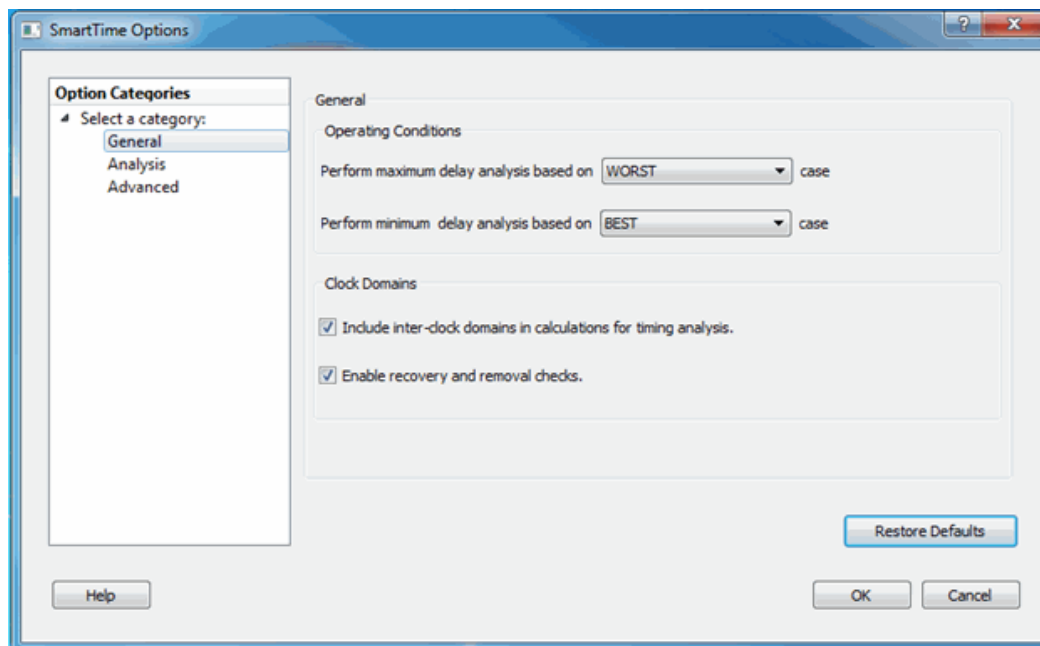 SmartTime Options
Option Categories
Select a category:
General
Analysis
Advanced
General
Operating Conditions
Perform maximum delay analysis based on WORST case
Perform minimum delay analysis based on BEST case
Clock Domains
Include inter-clock domains in calculations for timing analysis.
Enable recovery and removal checks.
Restore Defaults
Help OK Cancel